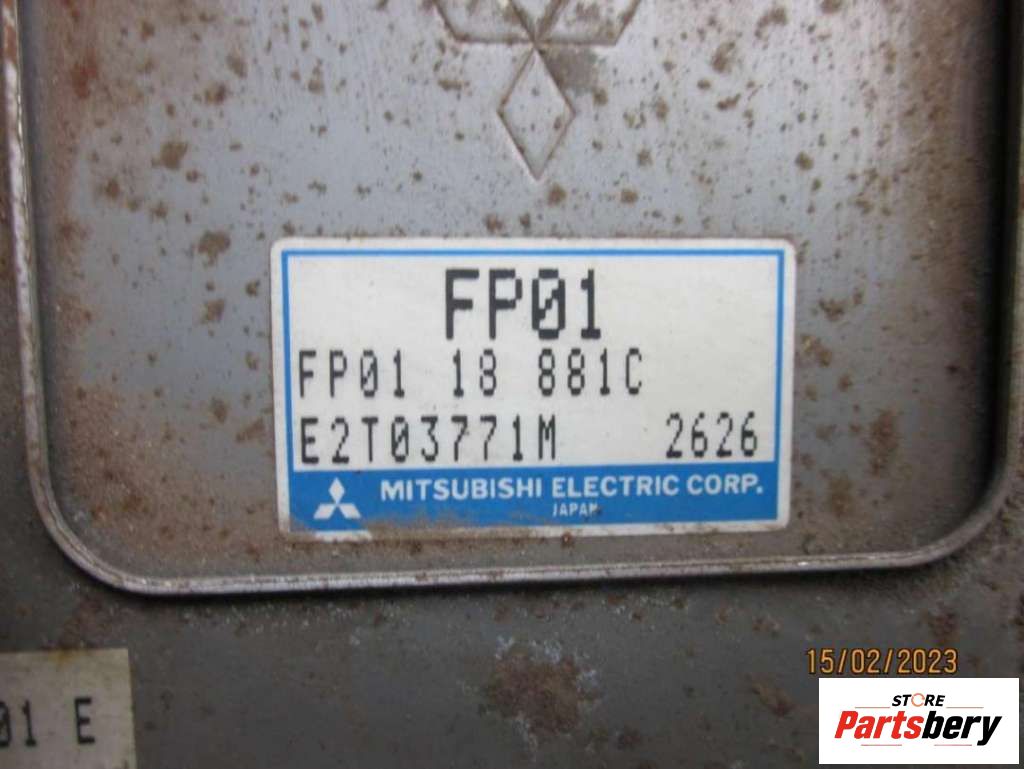 FP01
FP01 18 881C
E2T03771M 2626
MITSUBISHI ELECTRIC CORP.
JAPAN
01 E
15/02/2023
STORE
Partsbery